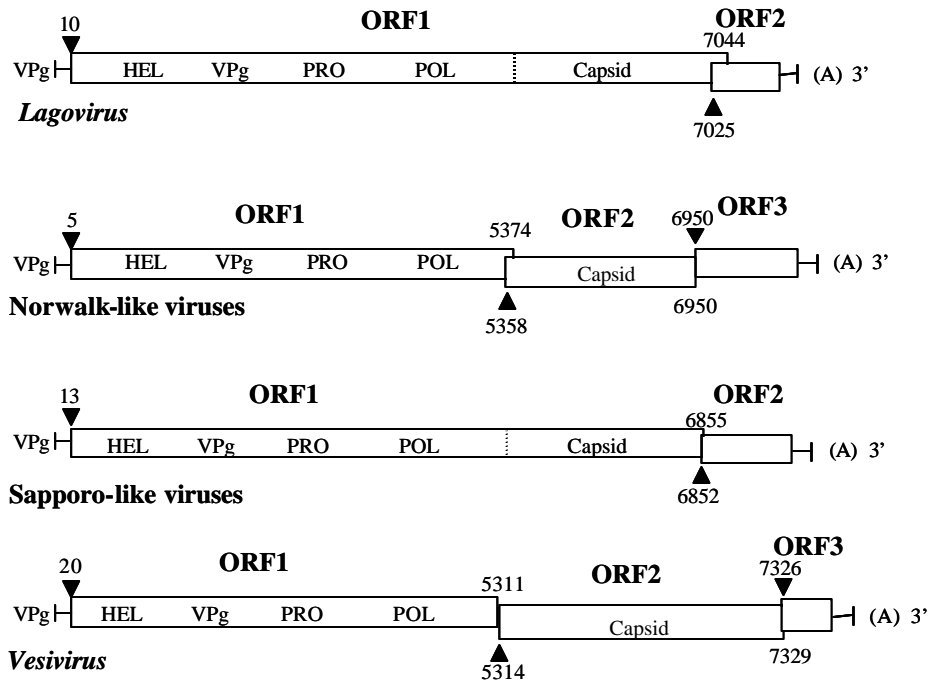 10 ORF1 ORF2
7044
VPg HEL VPg PRO POL Capsid (A) 3’
Lagovirus
7025
5 ORF1 5374 ORF2 6950 ORF3
VPg HEL VPg PRO POL Capsid (A) 3’
Norwalk-like viruses
5358 6950
13 ORF1 ORF2
6855
VPg HEL VPg PRO POL Capsid (A) 3’
Sapporo-like viruses
6852
20 ORF1 5311 ORF2 ORF3
7326
VPg HEL VPg PRO POL Capsid (A) 3’
Vesivirus
5314 7329